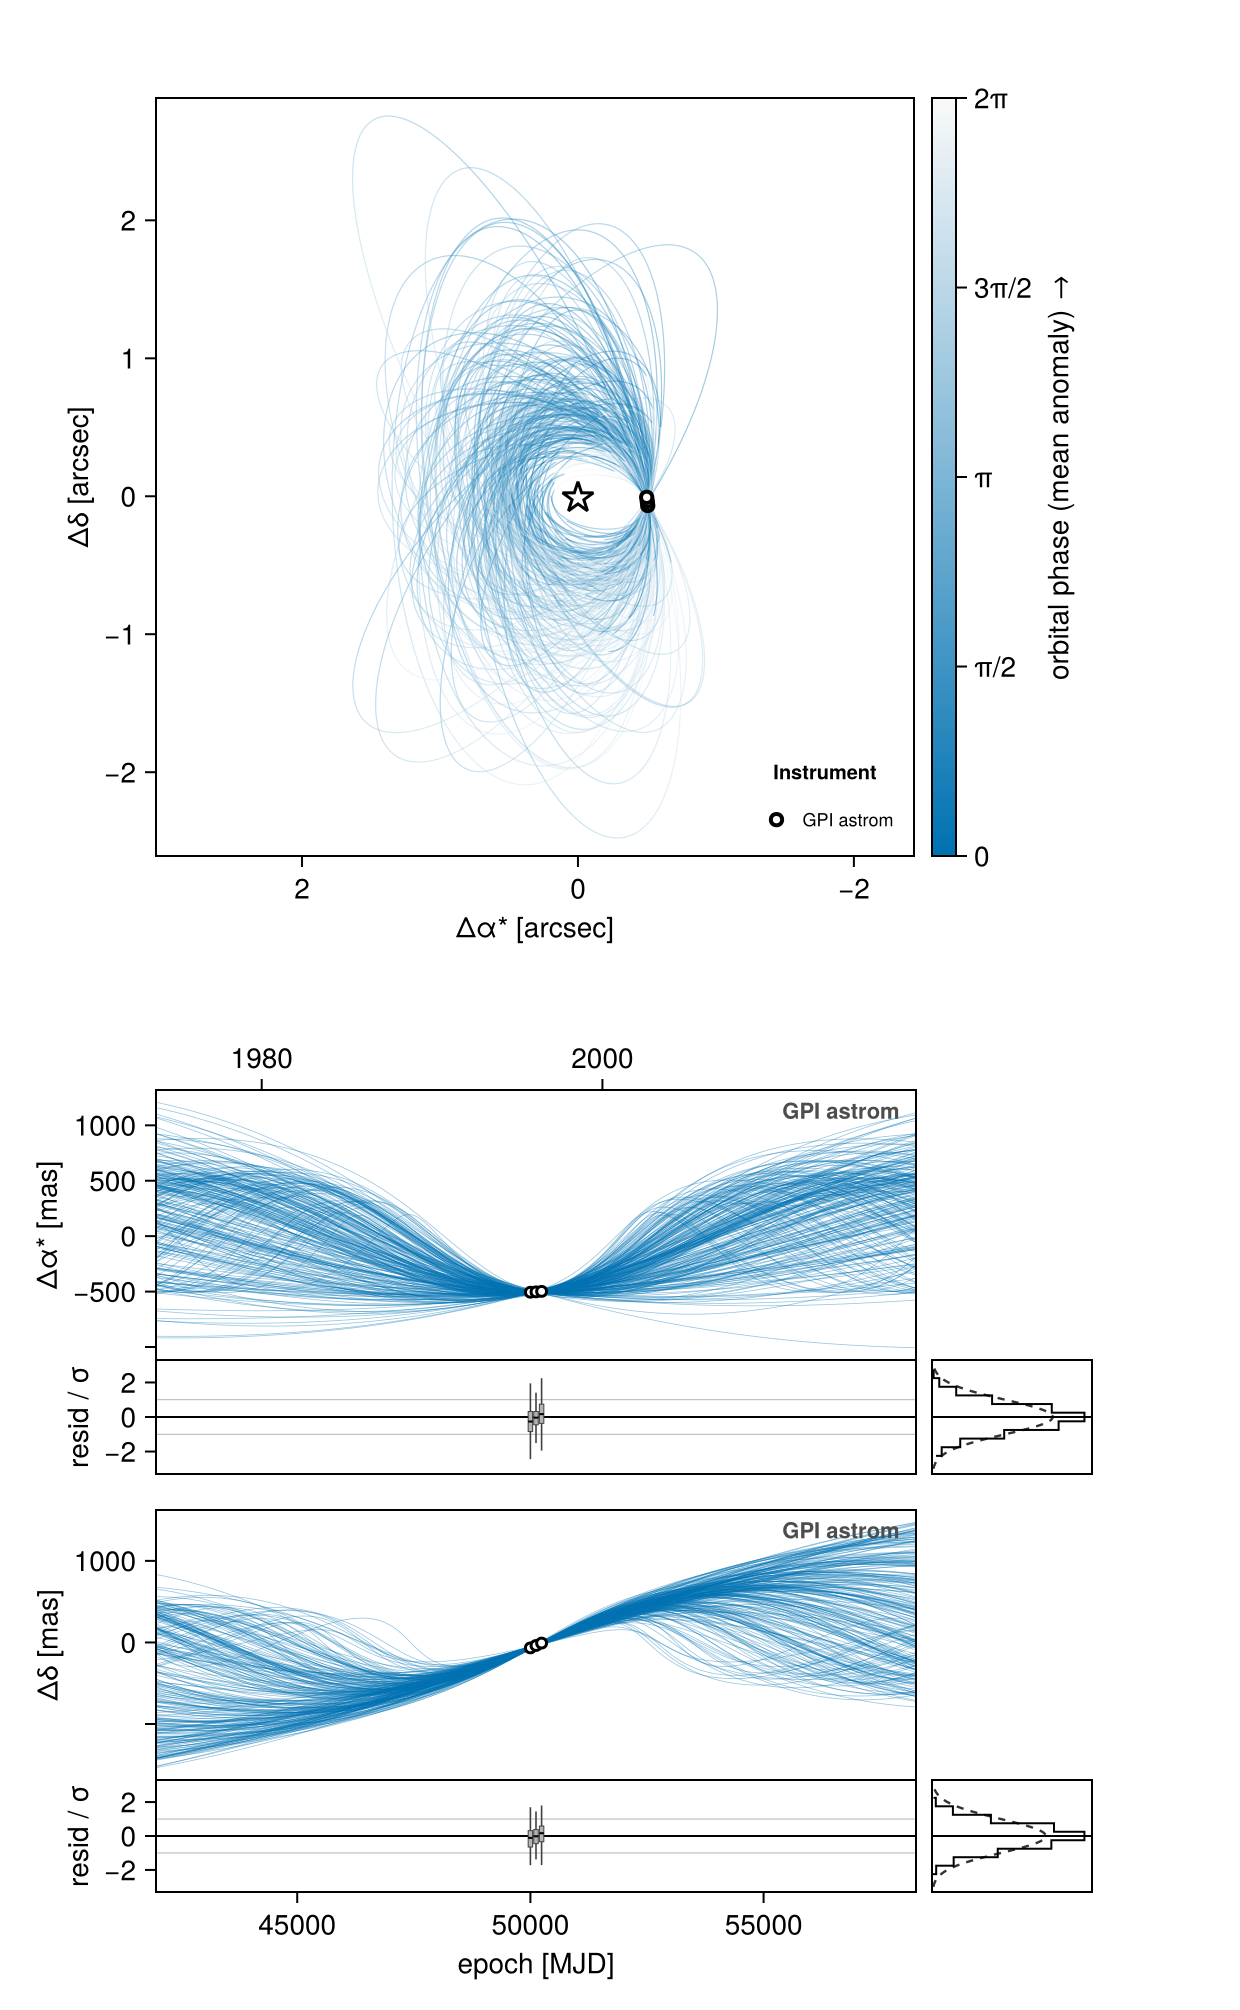 2π
3π/2
π
π/2
0
orbital phase (mean anomaly) →
2
1
0
−1
−2
Δδ [arcsec]
Instrument
GPI astrom
2
0
−2
Δα* [arcsec]
1980
2000
GPI astrom
1000
500
0
−500
Δα* [mas]
2
0
−2
resid / σ
GPI astrom
1000
0
Δδ [mas]
2
0
−2
resid / σ
45000
50000
55000
epoch [MJD]